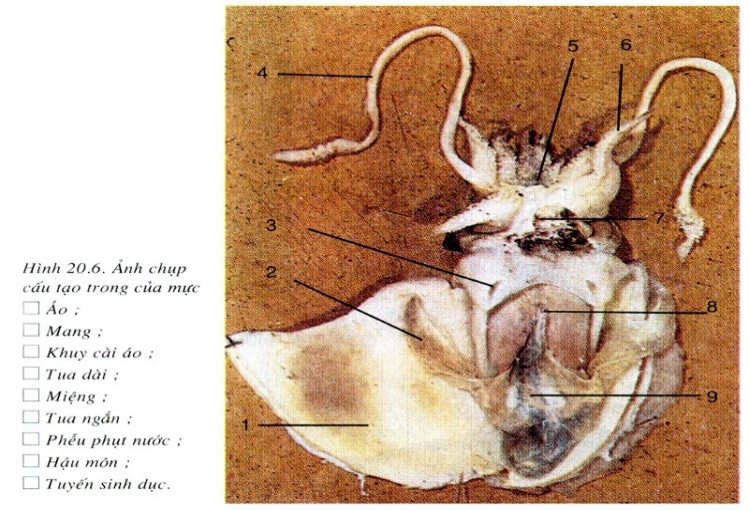 Hình 20.6. Ảnh chụp
cấu tạo trong của mực
Áo ;
Mang ;
Khuy cài áo ;
Tua dài ;
Miệng ;
Tua ngắn ;
Phễu phụt nước ;
Hậu môn ;
Tuyến sinh dục.
5
6
4
7
3
2
8
9
1